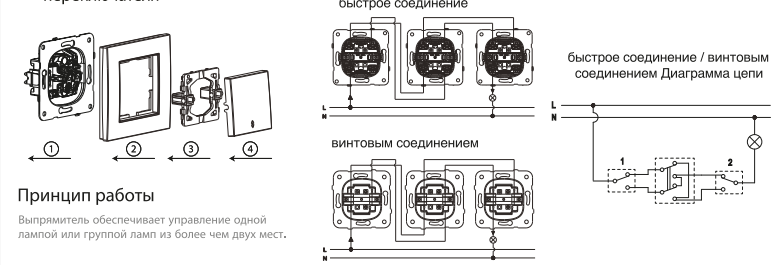 переключатели
1
2
3
4
Принцип работы
Выпрямитель обеспечивает управление одной
лампой или группой ламп из более чем двух мест.
быстрое соединение
L
N
винтовым соединением
L
N
быстрое соединение / винтовым
соединением Диаграмма цепи
L
N
1
2